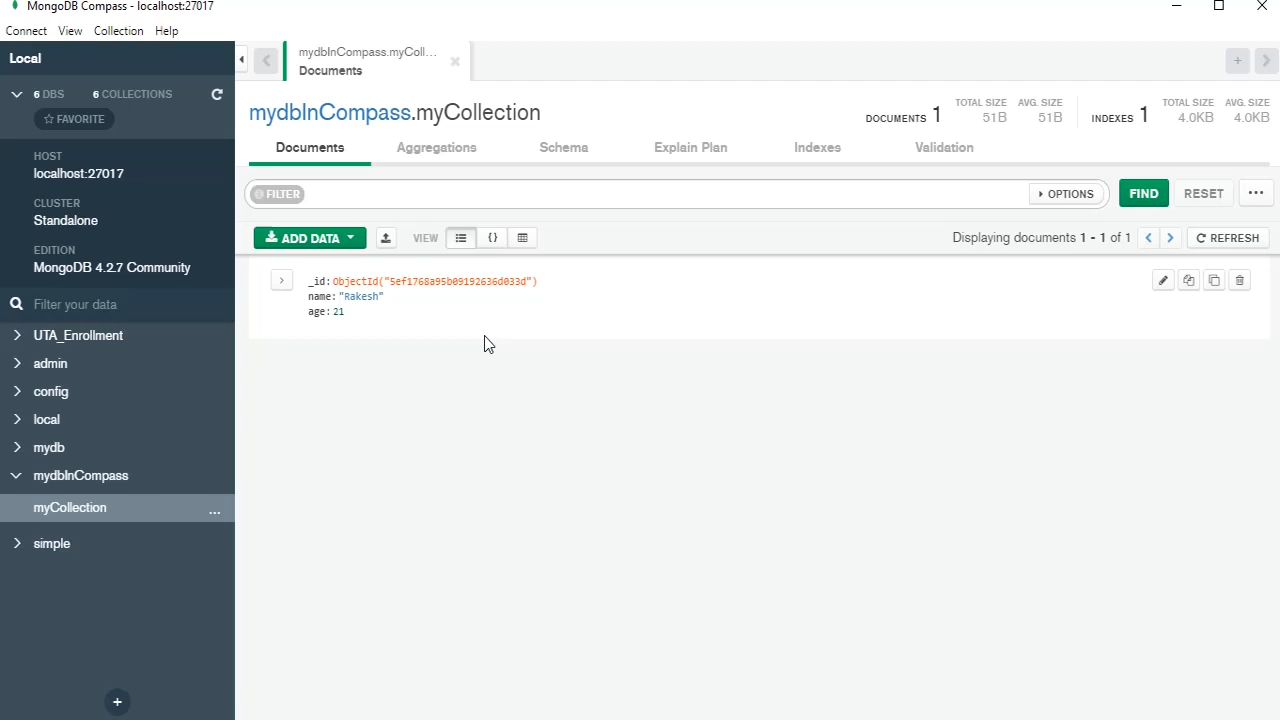 MongoDB Compass - localhost:27017
Connect View Collection Help
Local
6 DBS 6 COLLECTIONS
FAVORITE
HOST
localhost:27017
CLUSTER
Standalone
EDITION
MongoDB 4.2.7 Community
Filter your data
UTA_Enrollment
admin
config
local
mydb
mydbInCompass
myCollection ...
simple
+
mydbInCompass.myColl...
Documents
mydbInCompass.myCollection
DOCUMENTS 1 TOTAL SIZE 51B AVG. SIZE 51B INDEXES 1 TOTAL SIZE 4.0KB AVG. SIZE 4.0KB
Documents Aggregations Schema Explain Plan Indexes Validation
FILTER OPTIONS FIND RESET ...
ADD DATA VIEW {} Displaying documents 1 - 1 of 1 REFRESH
_id: ObjectId("5ef1768a95b09192636d033d")
name: "Rakesh"
age: 21